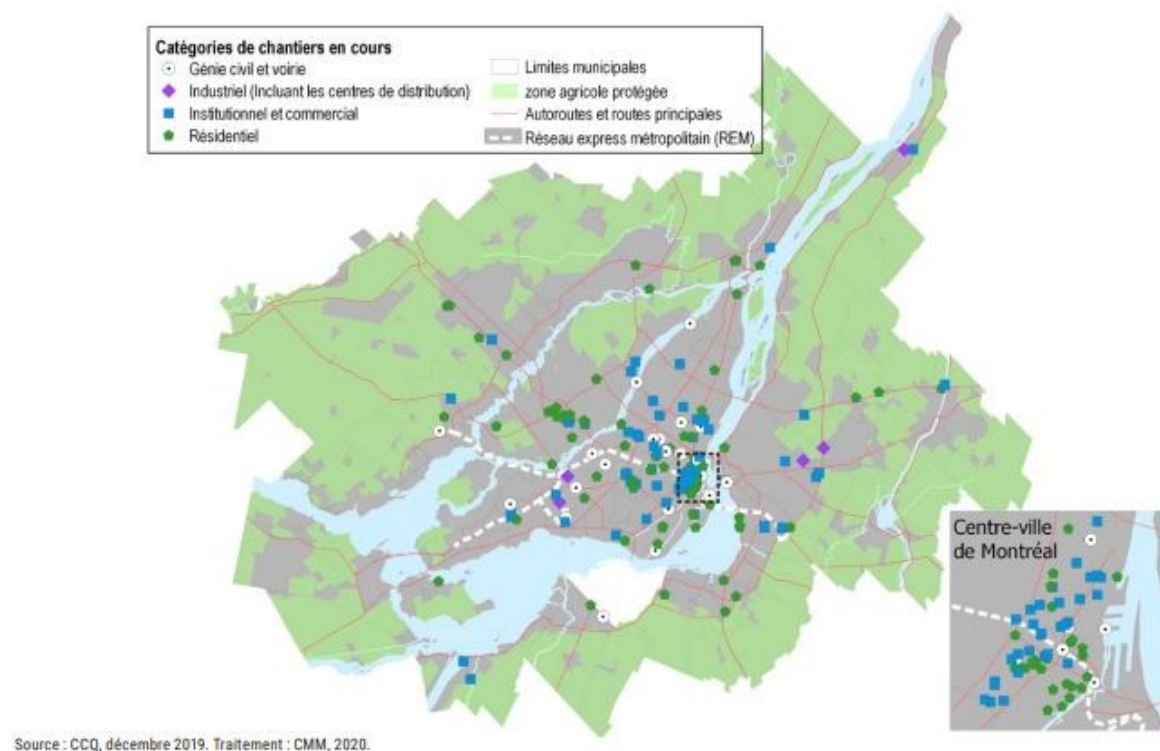 Catégories de chantiers en cours
Génie civil et voirie
Industriel (Incluant les centres de distribution)
Institutionnel et commercial
Résidentiel
Limites municipales
zone agricole protégée
Autoroutes et routes principales
Réseau express métropolitain (REM)
Centre-ville
de Montréal
Source : CCQ, décembre 2019. Traitement : CMM, 2020.